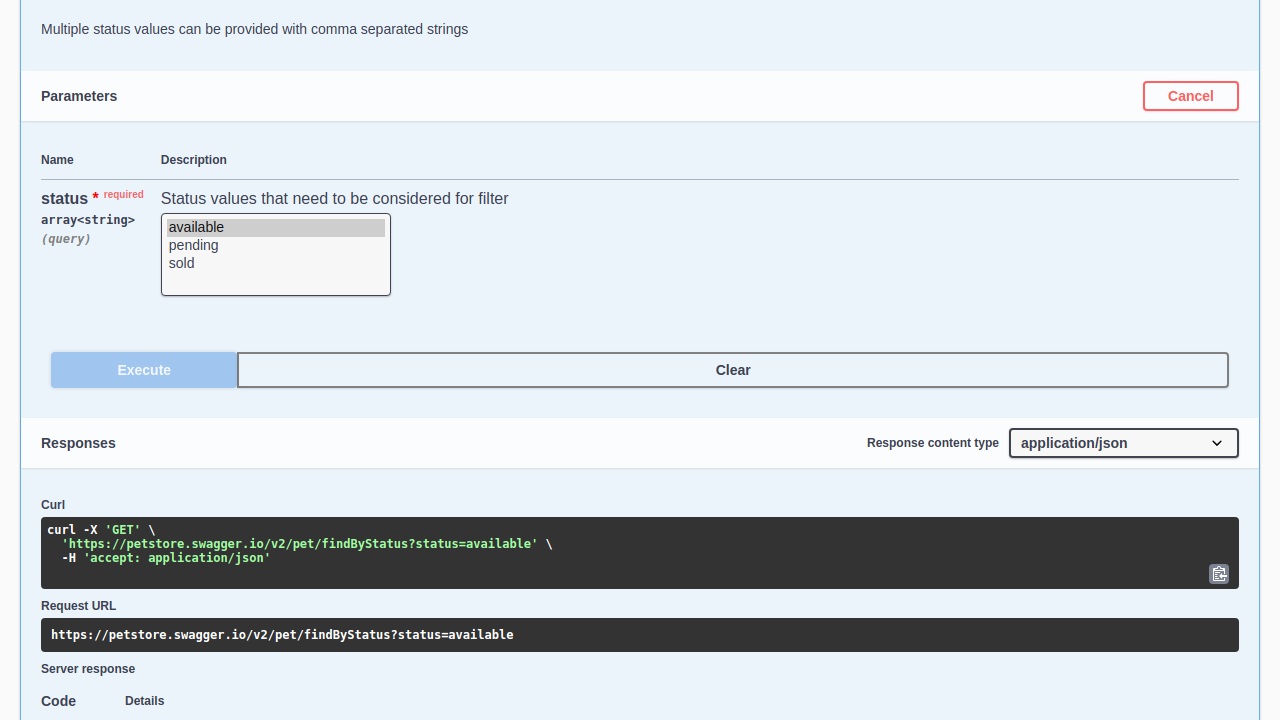 Multiple status values can be provided with comma separated strings
Parameters
Cancel
Name Description
status * required
array<string>
(query)
Status values that need to be considered for filter
available
pending
sold
Execute Clear
Responses
Response content type application/json
Curl
curl -X 'GET' \
  'https://petstore.swagger.io/v2/pet/findByStatus?status=available' \
  -H 'accept: application/json'
Request URL
https://petstore.swagger.io/v2/pet/findByStatus?status=available
Server response
Code Details